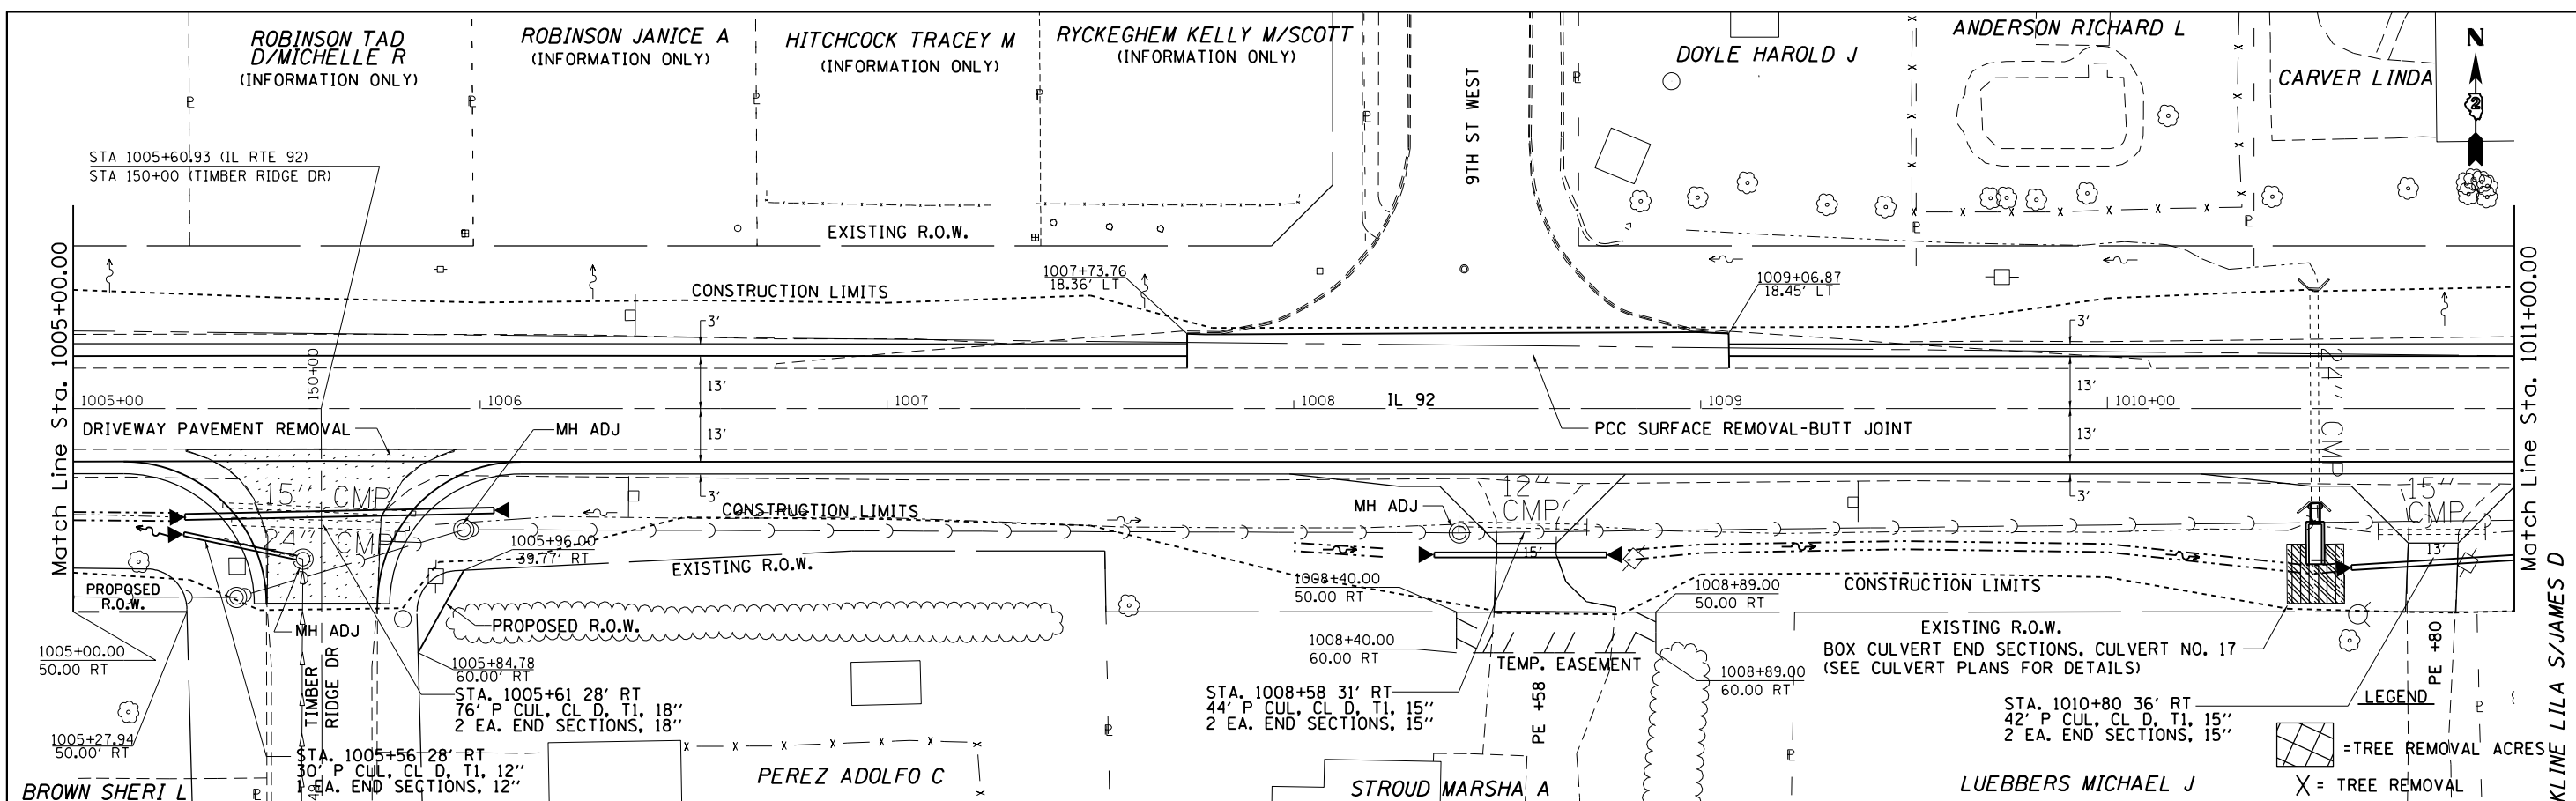 ROBINSON TAD
D/MICHELLE R
(INFORMATION ONLY)
ROBINSON JANICE A
(INFORMATION ONLY)
HITCHCOCK TRACEY M
(INFORMATION ONLY)
RYCKEGHEM KELLY M/SCOTT
(INFORMATION ONLY)
9TH ST WEST
DOYLE HAROLD J
ANDERSON RICHARD L
CARVER LINDA
N
2
STA 1005+60.93 (IL RTE 92)
STA 150+00 (TIMBER RIDGE DR)
EXISTING R.O.W.
Match Line Sta. 1005+00.00
Match Line Sta. 1011+00.00
CONSTRUCTION LIMITS
1007+73.76
18.36' LT
1009+06.87
18.45' LT
3'
3'
150+00
13'
13'
1005+00
1006
1007
1008
IL 92
1009
1010+00
24" CMP
DRIVEWAY PAVEMENT REMOVAL
MH ADJ
13'
13'
PCC SURFACE REMOVAL-BUTT JOINT
15" CMP
3'
CONSTRUCTION LIMITS
MH ADJ
12"
CMP
3'
15"
CMP
24" CMP
1005+96.00
39.77' RT
EXISTING R.O.W.
15'
13'
PROPOSED
R.O.W.
1008+40.00
50.00 RT
1008+89.00
50.00 RT
CONSTRUCTION LIMITS
MH ADJ
PROPOSED R.O.W.
EXISTING R.O.W.
1005+00.00
50.00 RT
TIMBER
RIDGE DR
1005+84.78
60.00' RT
1008+40.00
60.00 RT
TEMP. EASEMENT
1008+89.00
60.00 RT
BOX CULVERT END SECTIONS, CULVERT NO. 17
(SEE CULVERT PLANS FOR DETAILS)
PE +80
STA. 1005+61 28' RT
76' P CUL, CL D, T1, 18"
2 EA. END SECTIONS, 18"
STA. 1008+58 31' RT
44' P CUL, CL D, T1, 15"
2 EA. END SECTIONS, 15"
PE +58
STA. 1010+80 36' RT
42' P CUL, CL D, T1, 15"
2 EA. END SECTIONS, 15"
LEGEND
=TREE REMOVAL ACRES
X = TREE REMOVAL
1005+27.94
50.00' RT
STA. 1005+56 28' RT
30' P CUL, CL D, T1, 12"
1 EA. END SECTIONS, 12"
BROWN SHERI L
PEREZ ADOLFO C
STROUD MARSHA A
LUEBBERS MICHAEL J
KLINE LILA S/JAMES D